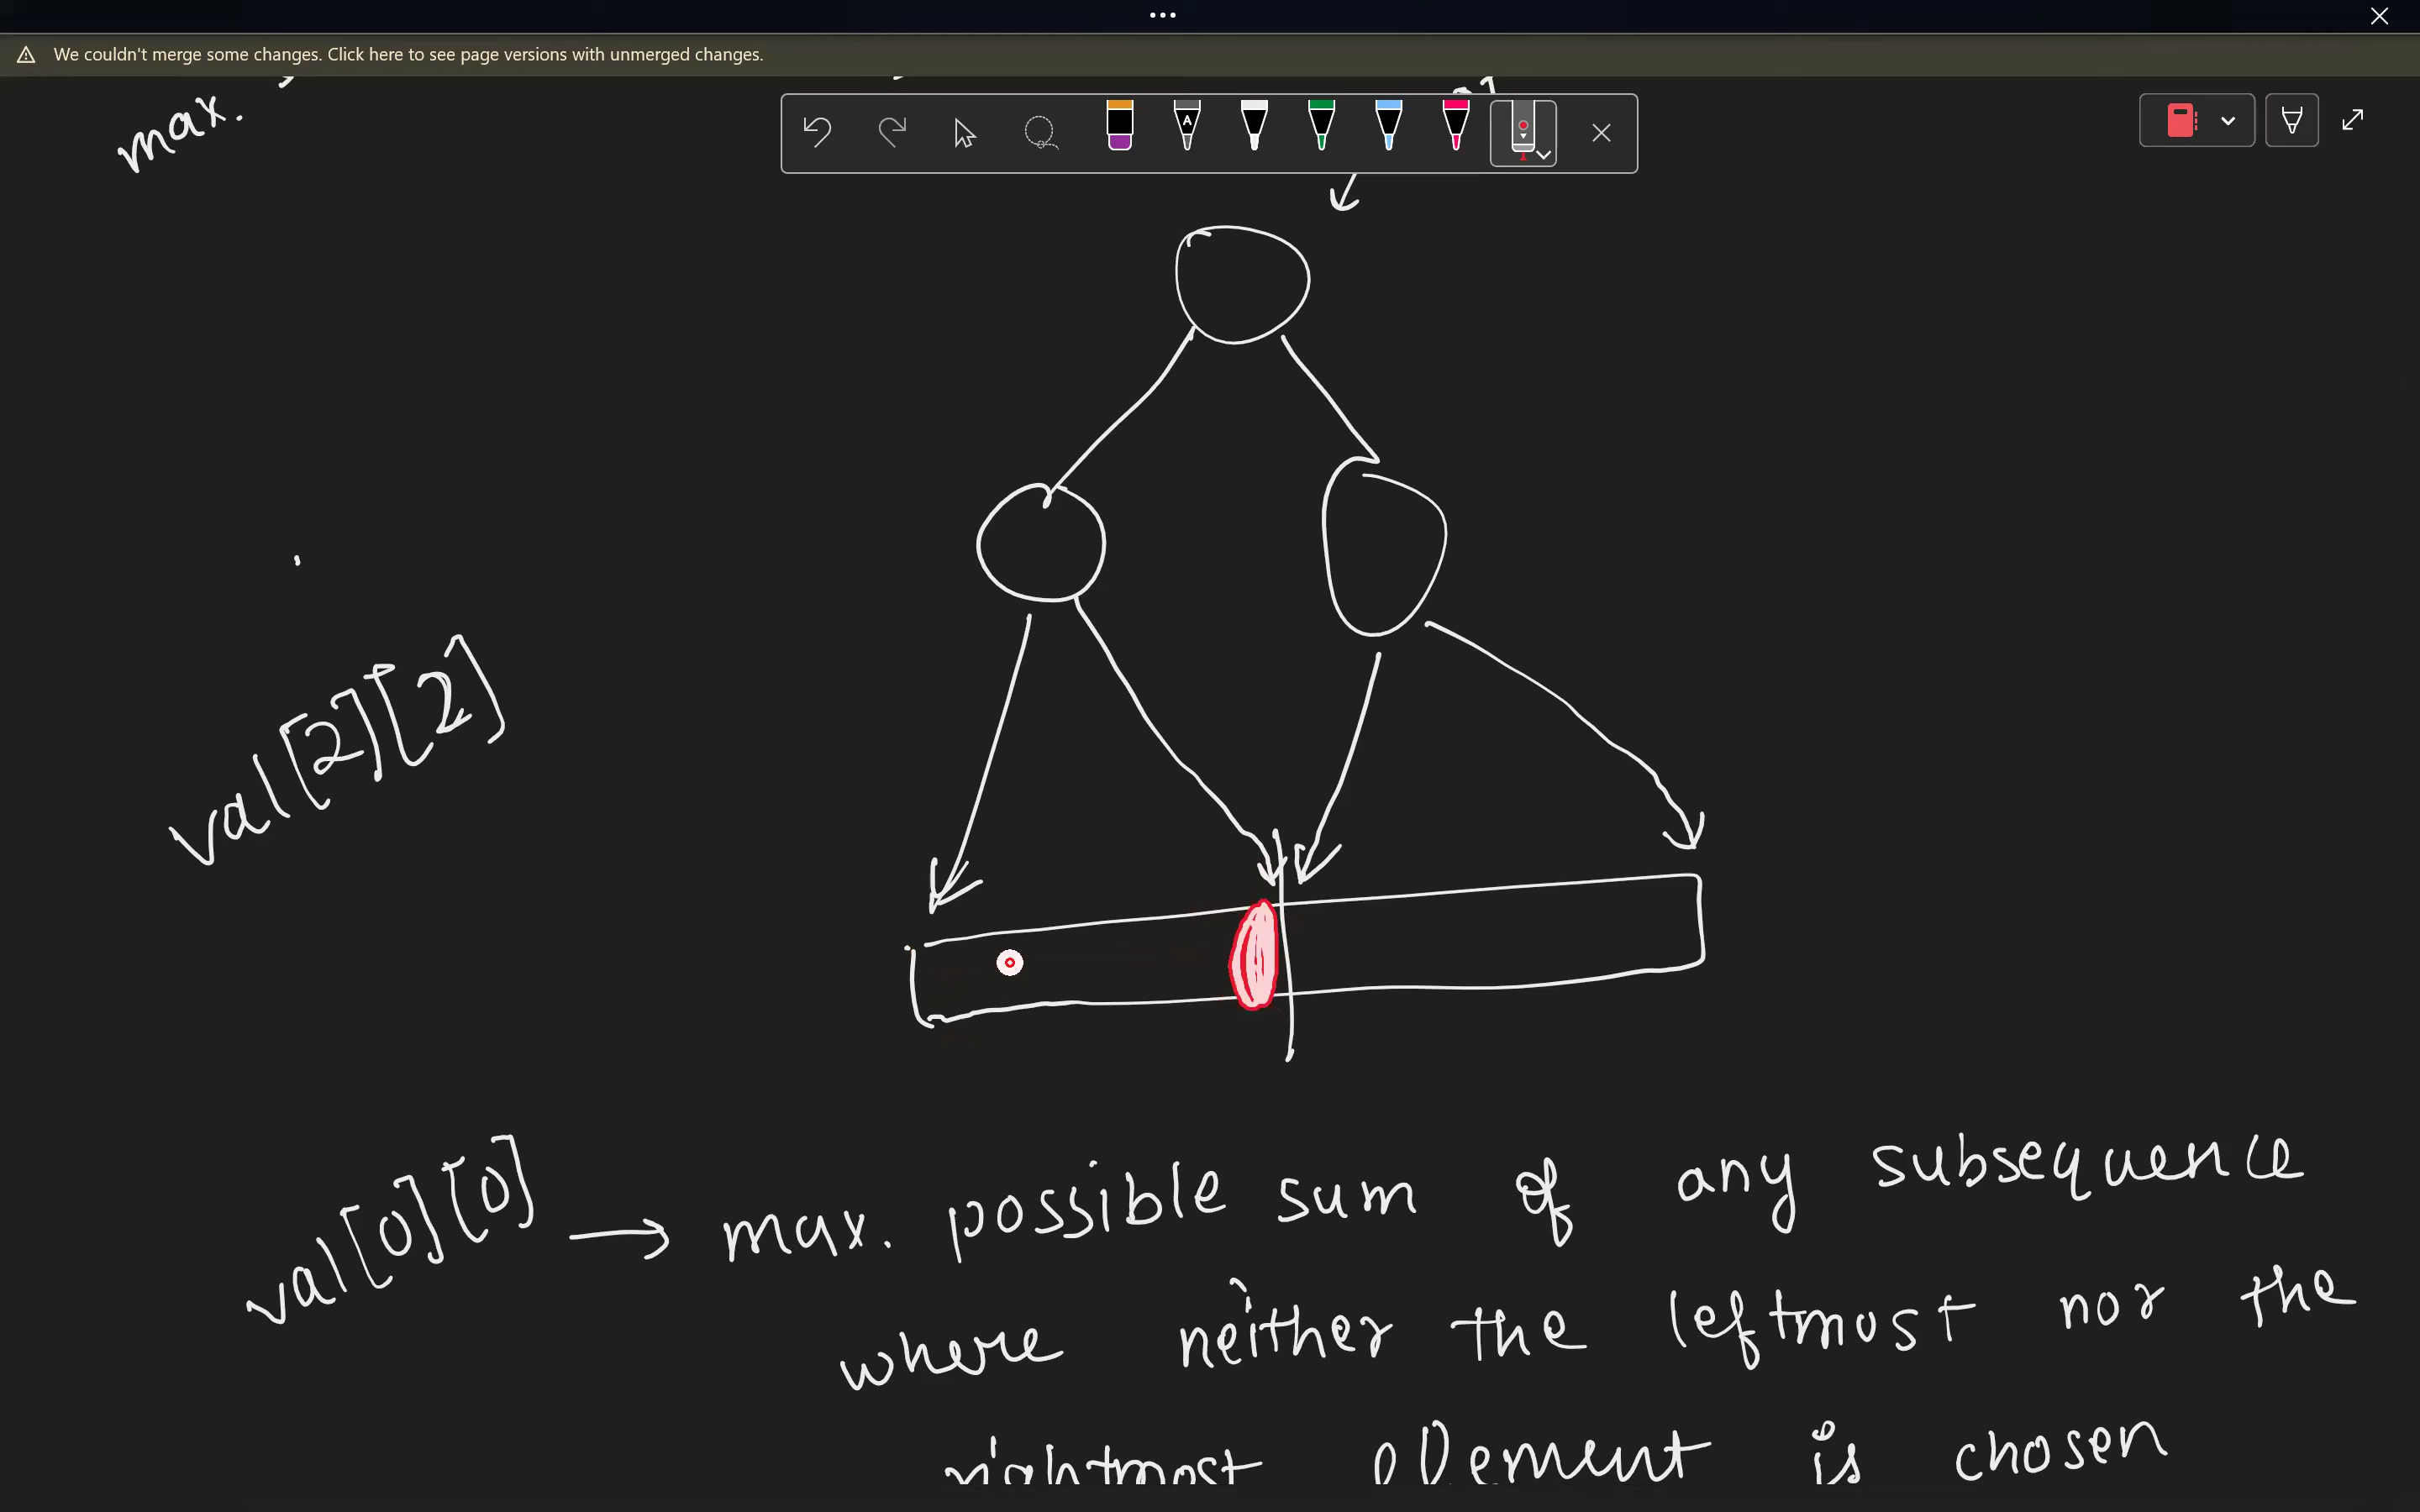 We couldn't merge some changes. Click here to see page versions with unmerged changes.
max.
A
val[2][2]
val[0][0] → max. possible sum of any subsequence
where neither the leftmost nor the
rightmost element is chosen